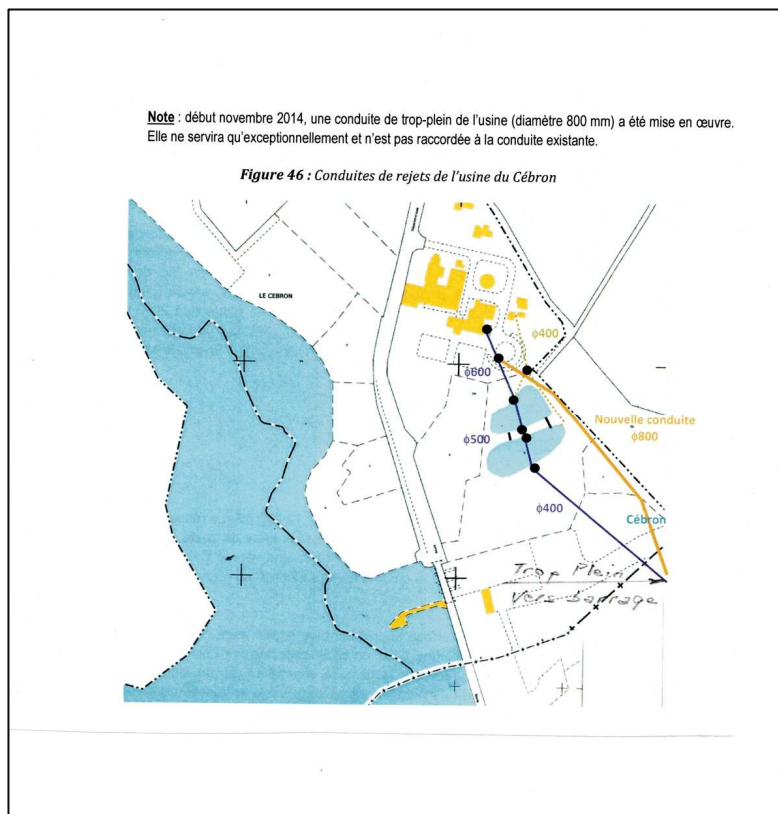 Note : début novembre 2014, une conduite de trop-plein de l'usine (diamètre 800 mm) a été mise en œuvre.
Elle ne servira qu'exceptionnellement et n'est pas raccordée à la conduite existante.
Figure 46 : Conduites de rejets de l'usine du Cébron
LE CEBRON
ϕ400
ϕ600
Nouvelle conduite
ϕ800
ϕ500
ϕ400
Cébron
Trop Plein
Vers barrage